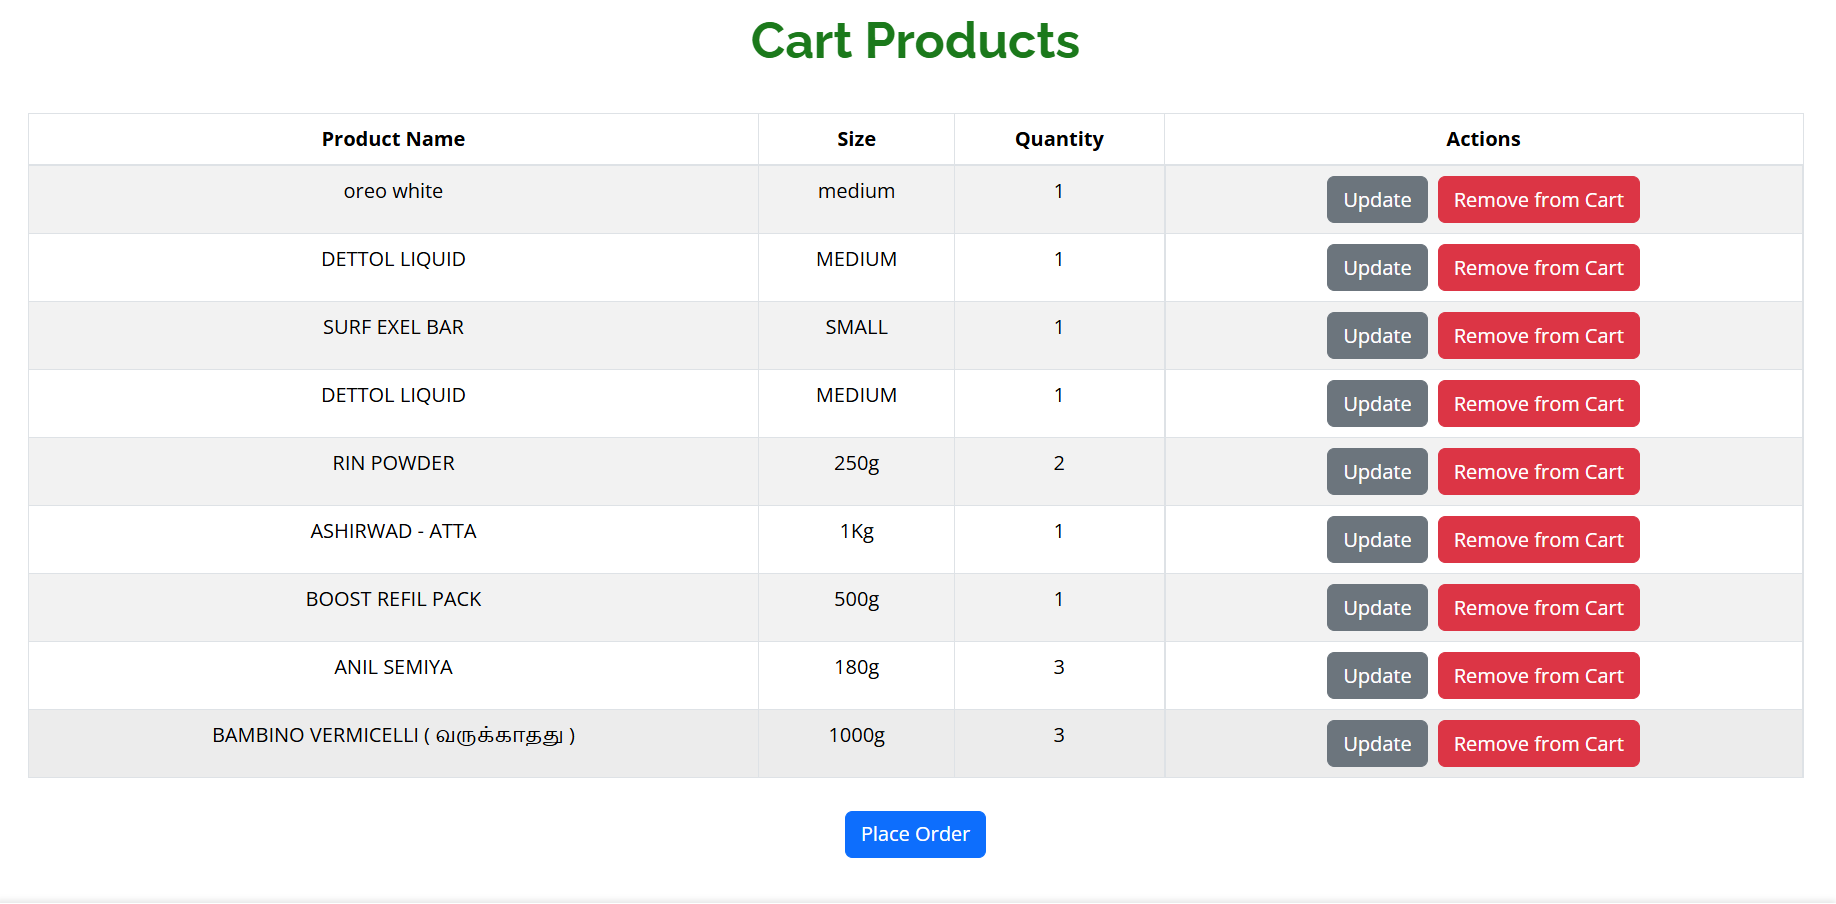 Cart Products
Product Name Size Quantity Actions
oreo white medium 1 Update Remove from Cart
DETTOL LIQUID MEDIUM 1 Update Remove from Cart
SURF EXEL BAR SMALL 1 Update Remove from Cart
DETTOL LIQUID MEDIUM 1 Update Remove from Cart
RIN POWDER 250g 2 Update Remove from Cart
ASHIRWAD - ATTA 1Kg 1 Update Remove from Cart
BOOST REFIL PACK 500g 1 Update Remove from Cart
ANIL SEMIYA 180g 3 Update Remove from Cart
BAMBINO VERMICELLI ( வருக்காதது ) 1000g 3 Update Remove from Cart
Place Order